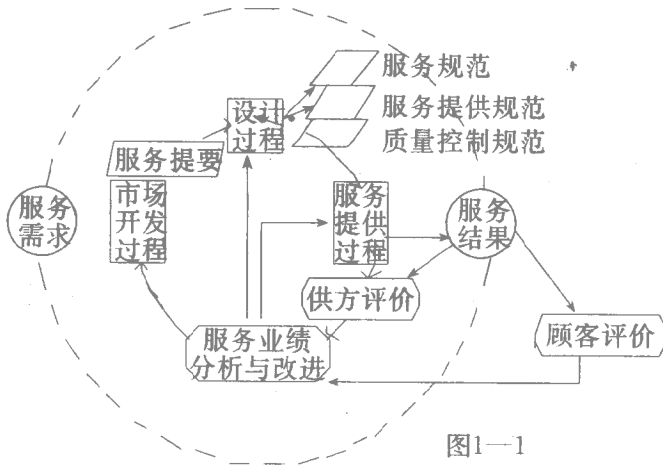 服务规范
服务提供规范
质量控制规范
设计
过程
服务提要
市场
开发
过程
服务
需求
服务
提供
过程
服务
结果
供方评价
服务业绩
分析与改进
顾客评价
图1—1